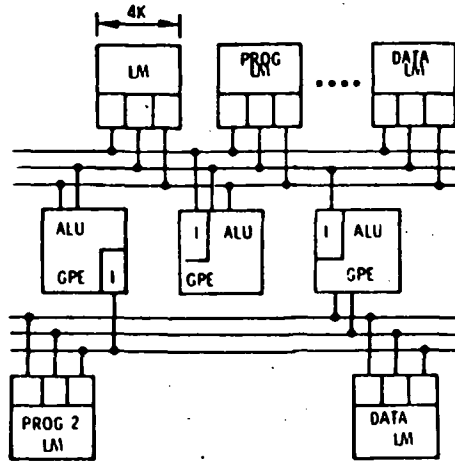 4K
LM
PROG
LM
DATA
LM
ALU
GPE
I
I
ALU
GPE
I
ALU
GPE
PROG 2
LM
DATA
LM